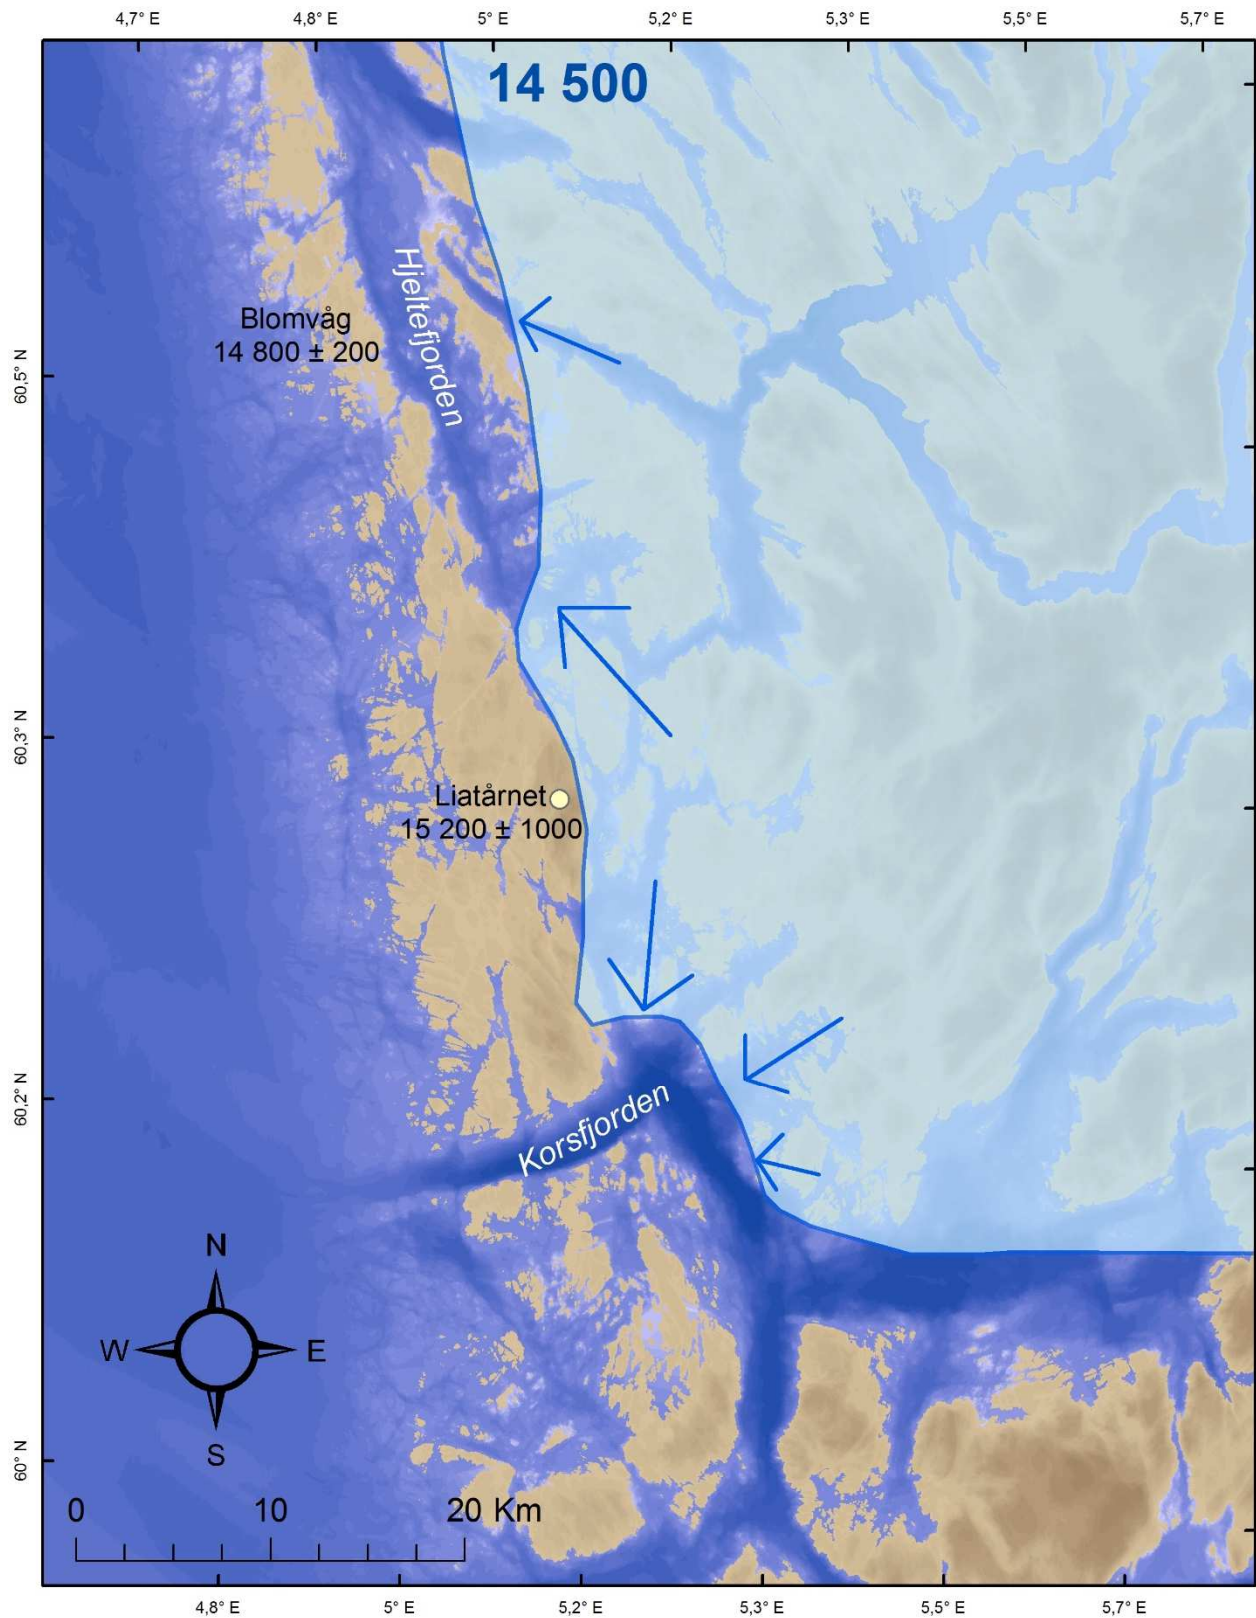 4,7° E
4,8° E
5° E
5,2° E
5,3° E
5,5° E
5,7° E
14 500
Hjeltefjorden
Blomvåg
14 800 ± 200
60,5° N
60,3° N
Liatårnet
15 200 ± 1000
60,2° N
Korsfjorden
N
W
E
S
60° N
0
10
20 Km
4,8° E
5° E
5,2° E
5,3° E
5,5° E
5,7° E